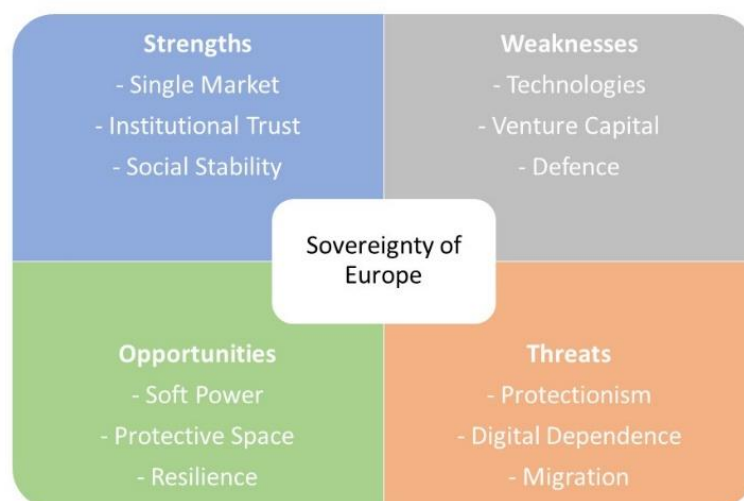 Strengths
- Single Market
- Institutional Trust
- Social Stability
Weaknesses
- Technologies
- Venture Capital
- Defence
Sovereignty of
Europe
Opportunities
- Soft Power
- Protective Space
- Resilience
Threats
- Protectionism
- Digital Dependence
- Migration